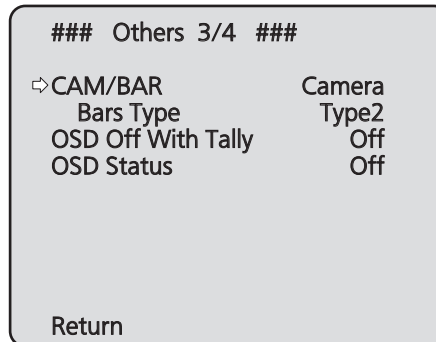 ### Others 3/4 ###
⇨CAM/BAR Camera
Bars Type Type2
OSD Off With Tally Off
OSD Status Off
Return